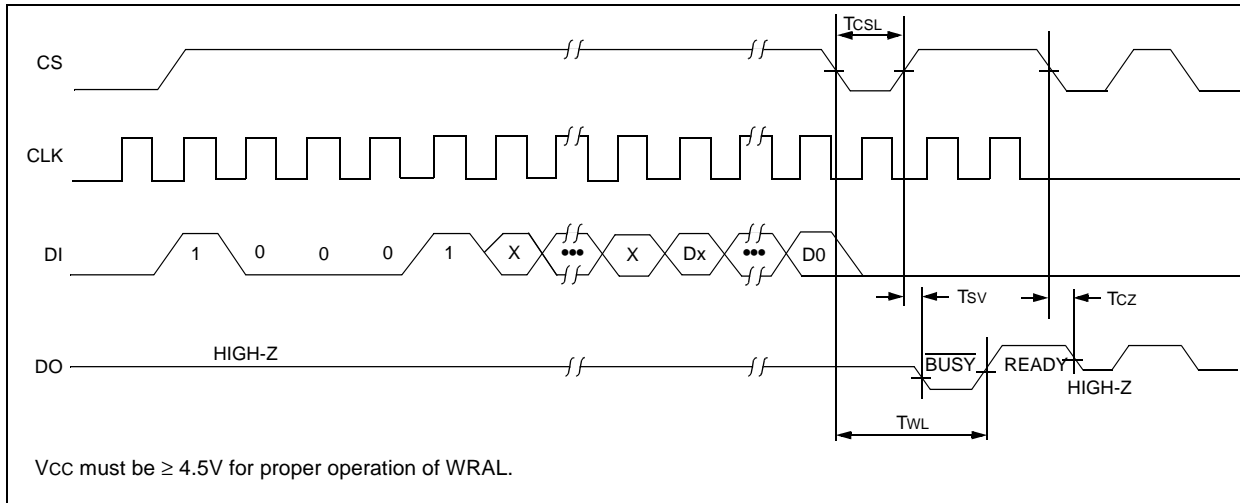 TCSL
CS
CLK
DI 1 0 0 0 1 X ••• X Dx ••• D0
TSV TCZ
HIGH-Z
DO BUSY READY
HIGH-Z
TWL
VCC must be ≥ 4.5V for proper operation of WRAL.